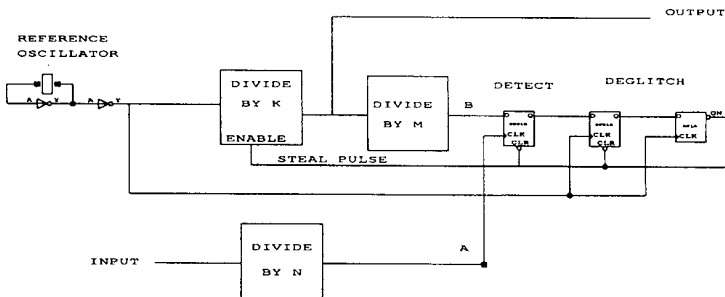 OUTPUT
REFERENCE
OSCILLATOR
A Y A Y
DIVIDE
BY K
ENABLE
DIVIDE
BY M
B
DETECT
DEGLITCH
CLK
CLR
CLK
CLR
CLK
QN
STEAL PULSE
INPUT
DIVIDE
BY N
A